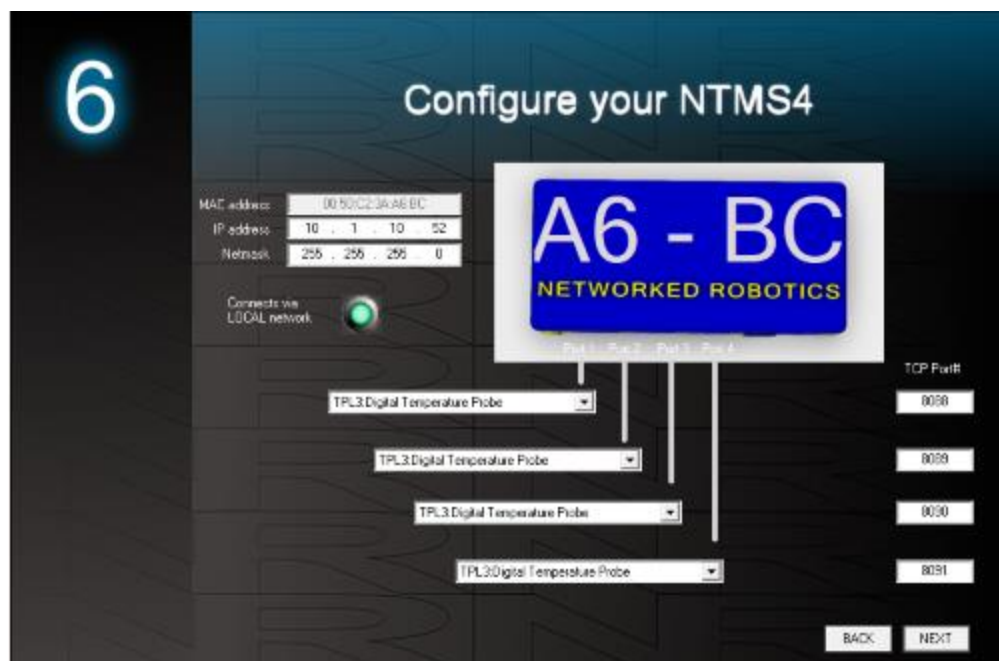 6
Configure your NTMS4
MAC address 00:50:C2:3A:A6:BC
IP address 10 . 1 . 10 . 52
Netmask 255 . 255 . 255 . 0
A6 - BC
NETWORKED ROBOTICS
Connects via
LOCAL network
Port 1 Port 2 Port 3 Port 4
TCP Port#
TPL3:Digital Temperature Probe 8088
TPL3:Digital Temperature Probe 8089
TPL3:Digital Temperature Probe 8090
TPL3:Digital Temperature Probe 8091
BACK NEXT